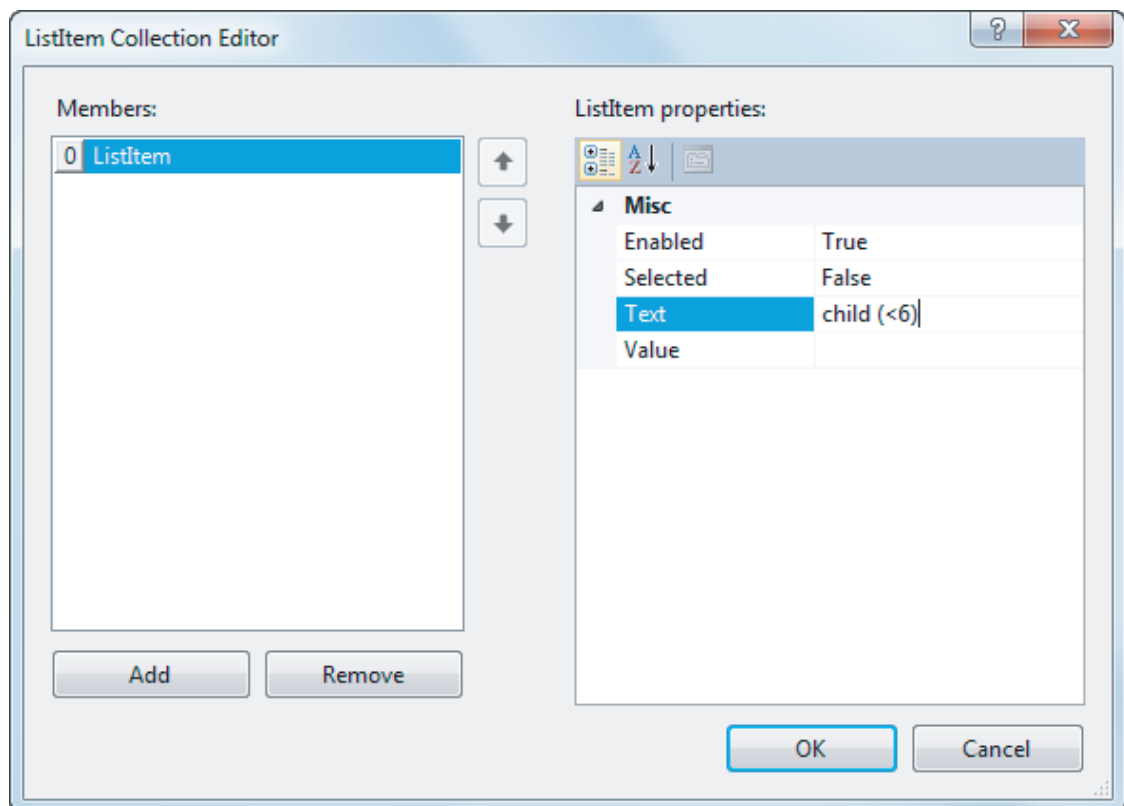 ListItem Collection Editor
Members:
0 ListItem
Add
Remove
ListItem properties:
Misc
Enabled True
Selected False
Text child (<6)
Value
OK
Cancel